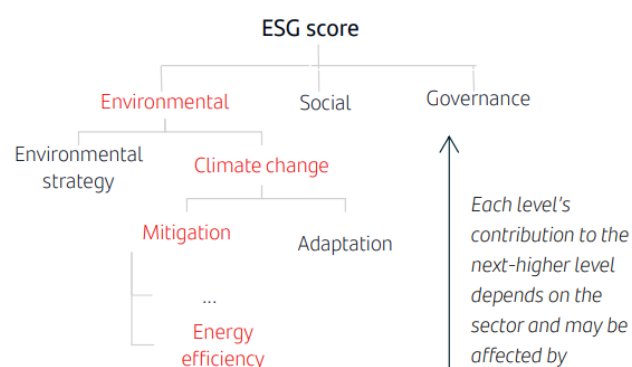 ESG score
Environmental
Social
Governance
Environmental
strategy
Climate change
Mitigation
Adaptation
...
Energy
efficiency
Each level's
contribution to the
next-higher level
depends on the
sector and may be
affected by